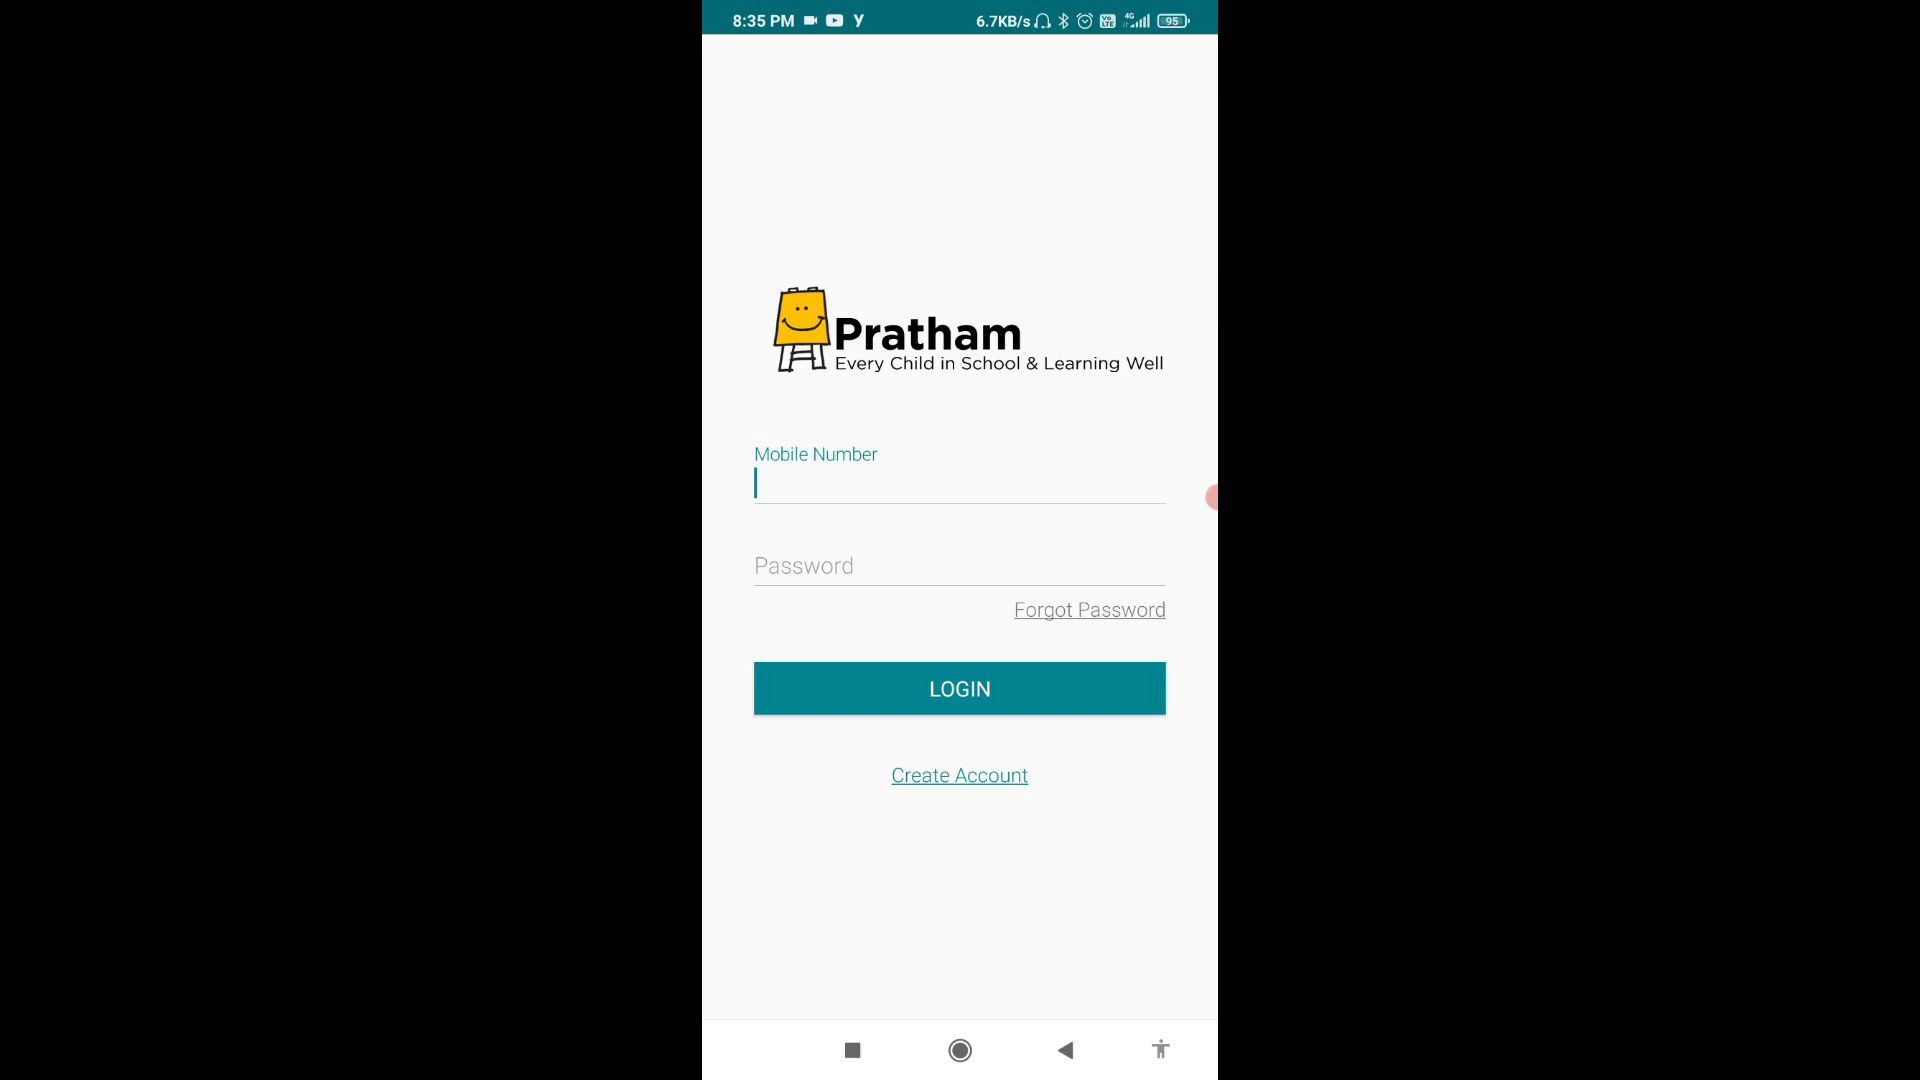 8:35 PM 6.7KB/s 4G 95
Pratham
Every Child in School & Learning Well
Mobile Number
Password
Forgot Password
LOGIN
Create Account